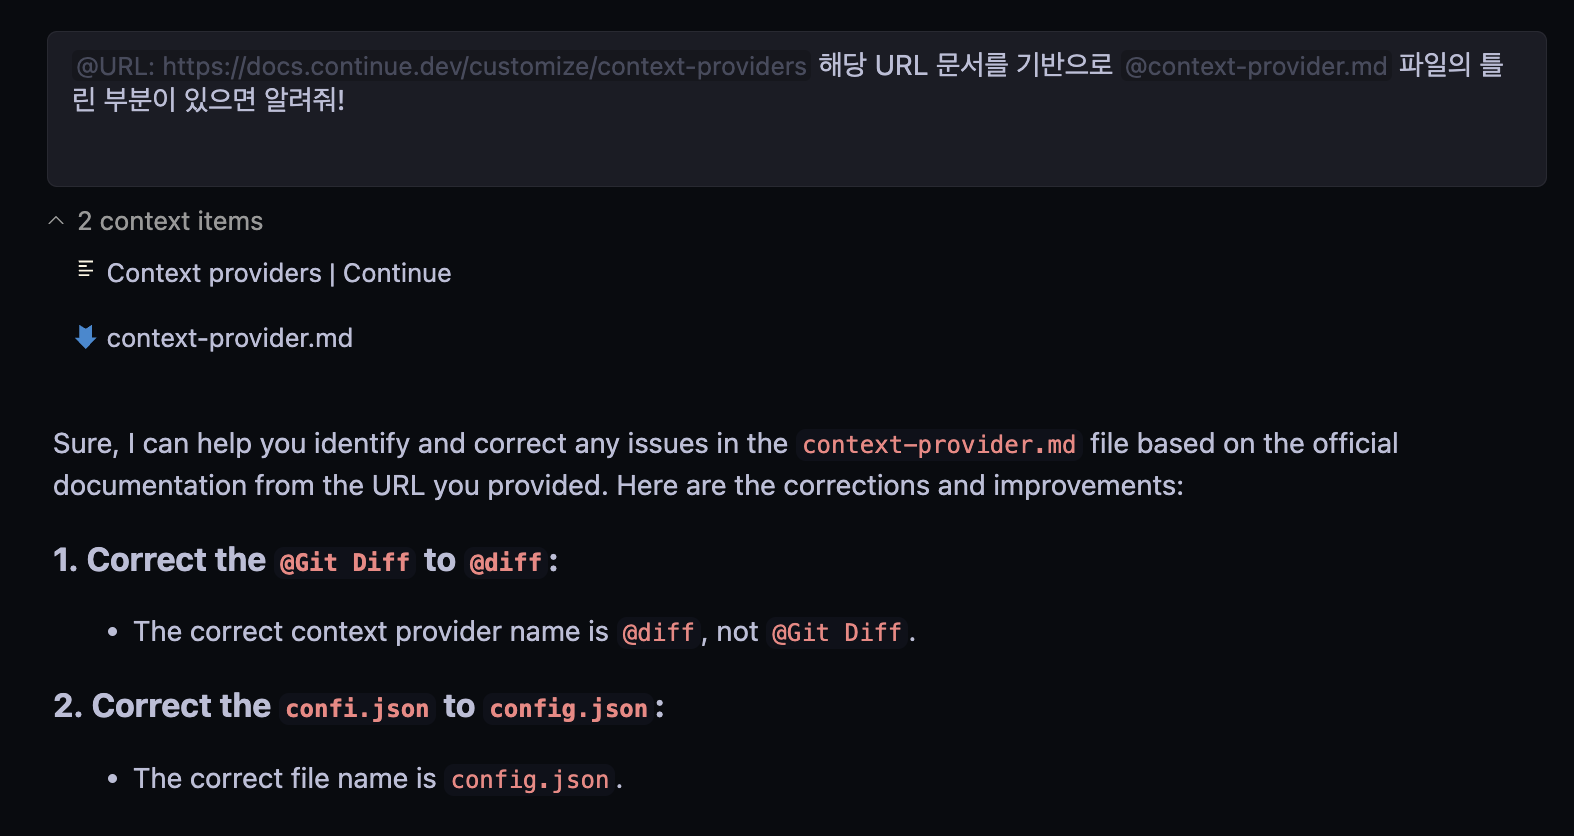 @URL: https://docs.continue.dev/customize/context-providers 해당 URL 문서를 기반으로 @context-provider.md 파일의 틀
린 부분이 있으면 알려줘!
2 context items
Context providers | Continue
context-provider.md
Sure, I can help you identify and correct any issues in the context-provider.md file based on the official
documentation from the URL you provided. Here are the corrections and improvements:
1. Correct the @Git Diff to @diff:
• The correct context provider name is @diff, not @Git Diff.
2. Correct the confi.json to config.json:
• The correct file name is config.json.